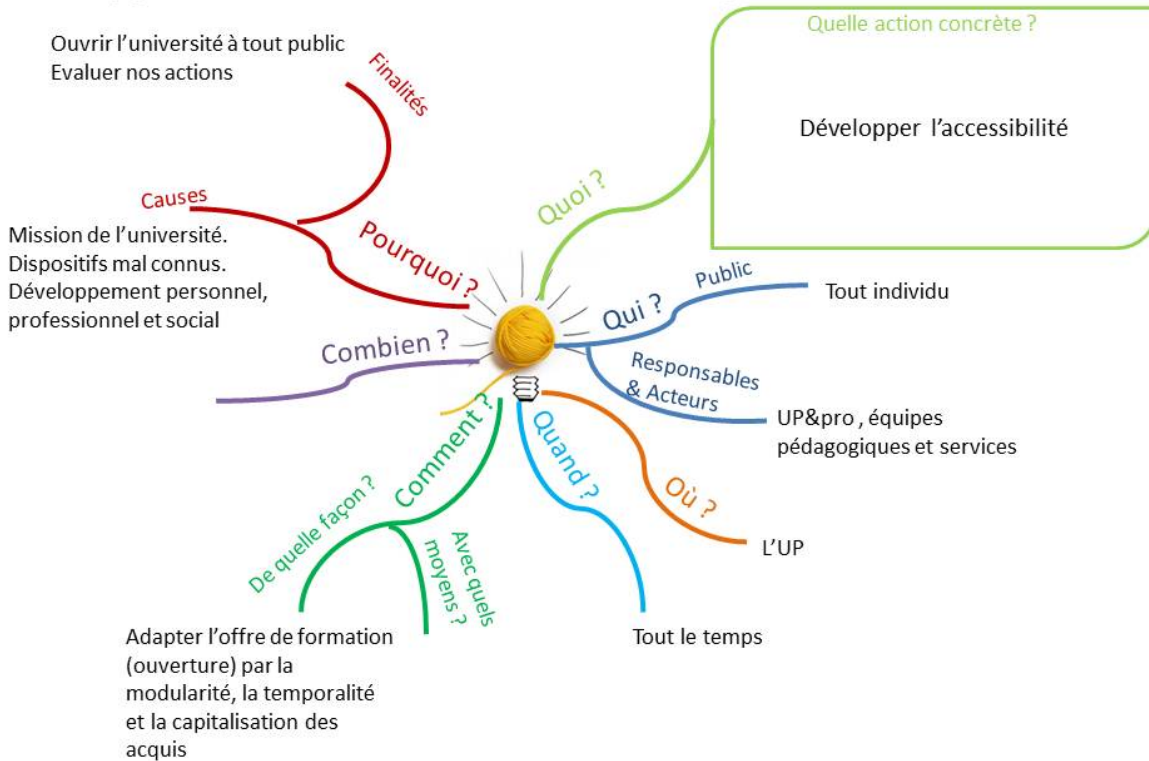 Ouvrir l'université à tout public
Evaluer nos actions
Finalités
Causes
Mission de l'université.
Dispositifs mal connus.
Développement personnel,
professionnel et social
Pourquoi ?
Quoi ?
Quelle action concrète ?
Développer l'accessibilité
Qui ?
Public
Tout individu
Responsables
& Acteurs
UP&pro , équipes
pédagogiques et services
Combien ?
Comment ?
De quelle façon ?
Avec quels
moyens ?
Adapter l'offre de formation
(ouverture) par la
modularité, la temporalité
et la capitalisation des
acquis
Quand ?
Tout le temps
Où ?
L'UP